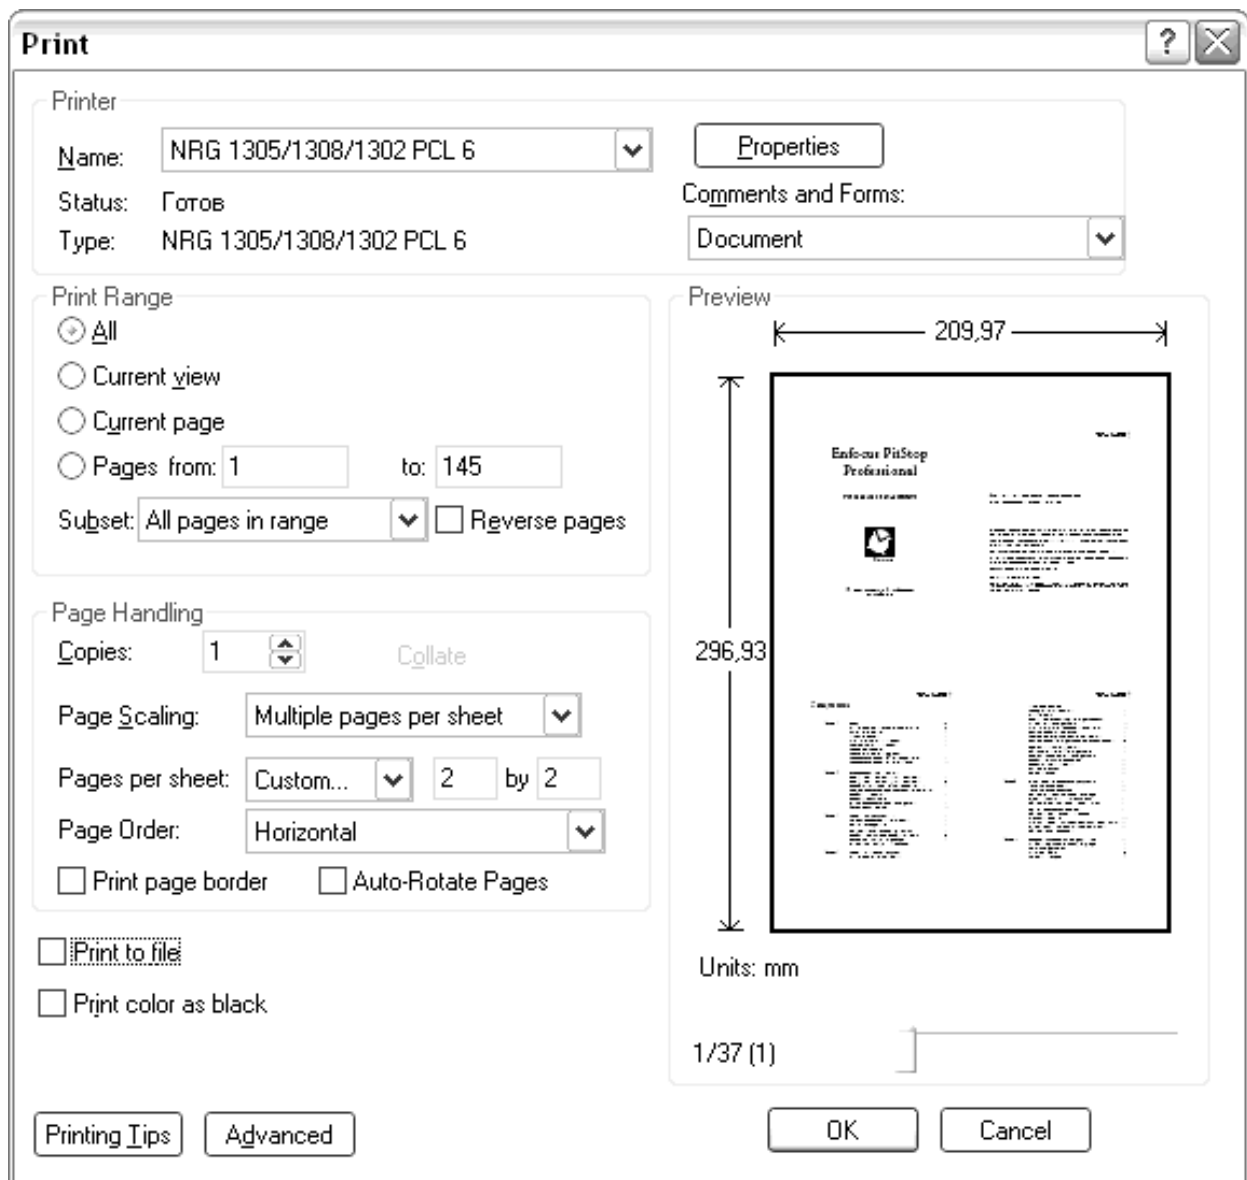 Print
Printer
Name: NRG 1305/1308/1302 PCL 6
Properties
Status: Готов
Comments and Forms:
Type: NRG 1305/1308/1302 PCL 6
Document
Print Range
All
Current view
Current page
Pages from: 1 to: 145
Subset: All pages in range Reverse pages
Page Handling
Copies: 1 Collate
Page Scaling: Multiple pages per sheet
Pages per sheet: Custom... 2 by 2
Page Order: Horizontal
Print page border Auto-Rotate Pages
Print to file
Print color as black
Preview
209,97
296,93
Enfocus PitStop
Professional
Units: mm
1/37 (1)
Printing Tips Advanced
OK Cancel